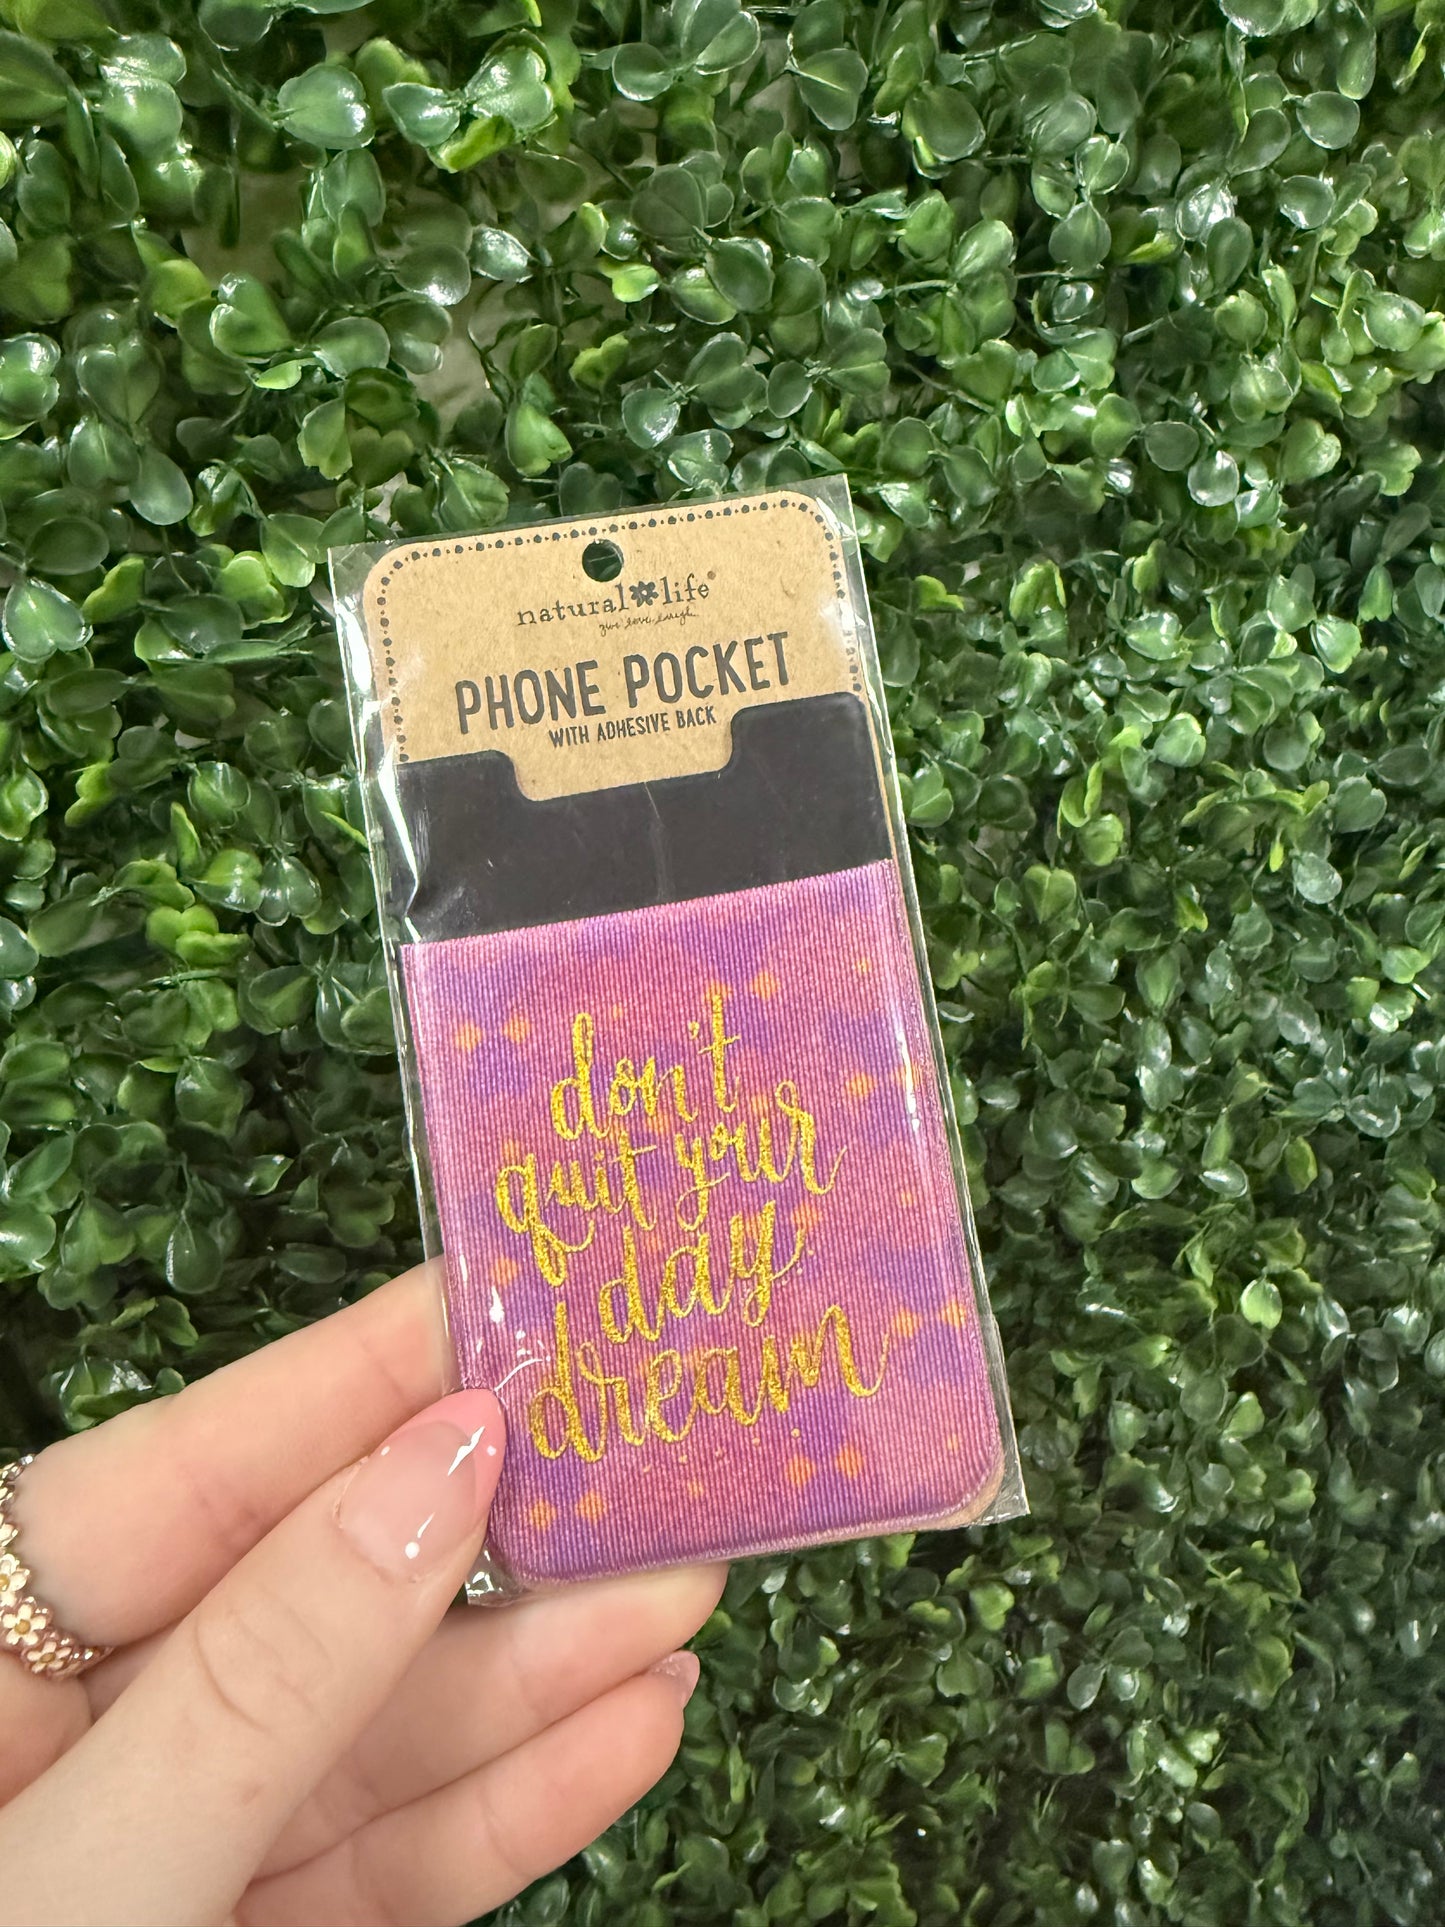 natural life®
give love. laugh.
PHONE POCKET
WITH ADHESIVE BACK
don't
quit your
day
dream